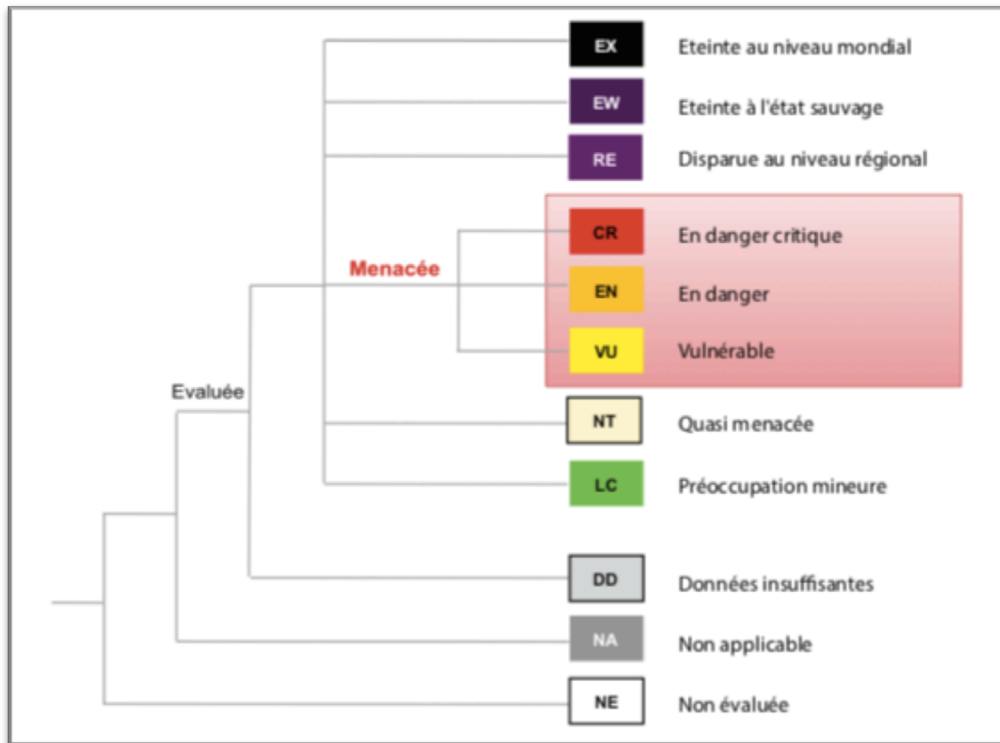 EX Eteinte au niveau mondial
EW Eteinte à l'état sauvage
RE Disparue au niveau régional
CR En danger critique
Menacée
EN En danger
VU Vulnérable
Evaluée
NT Quasi menacée
LC Préoccupation mineure
DD Données insuffisantes
NA Non applicable
NE Non évaluée